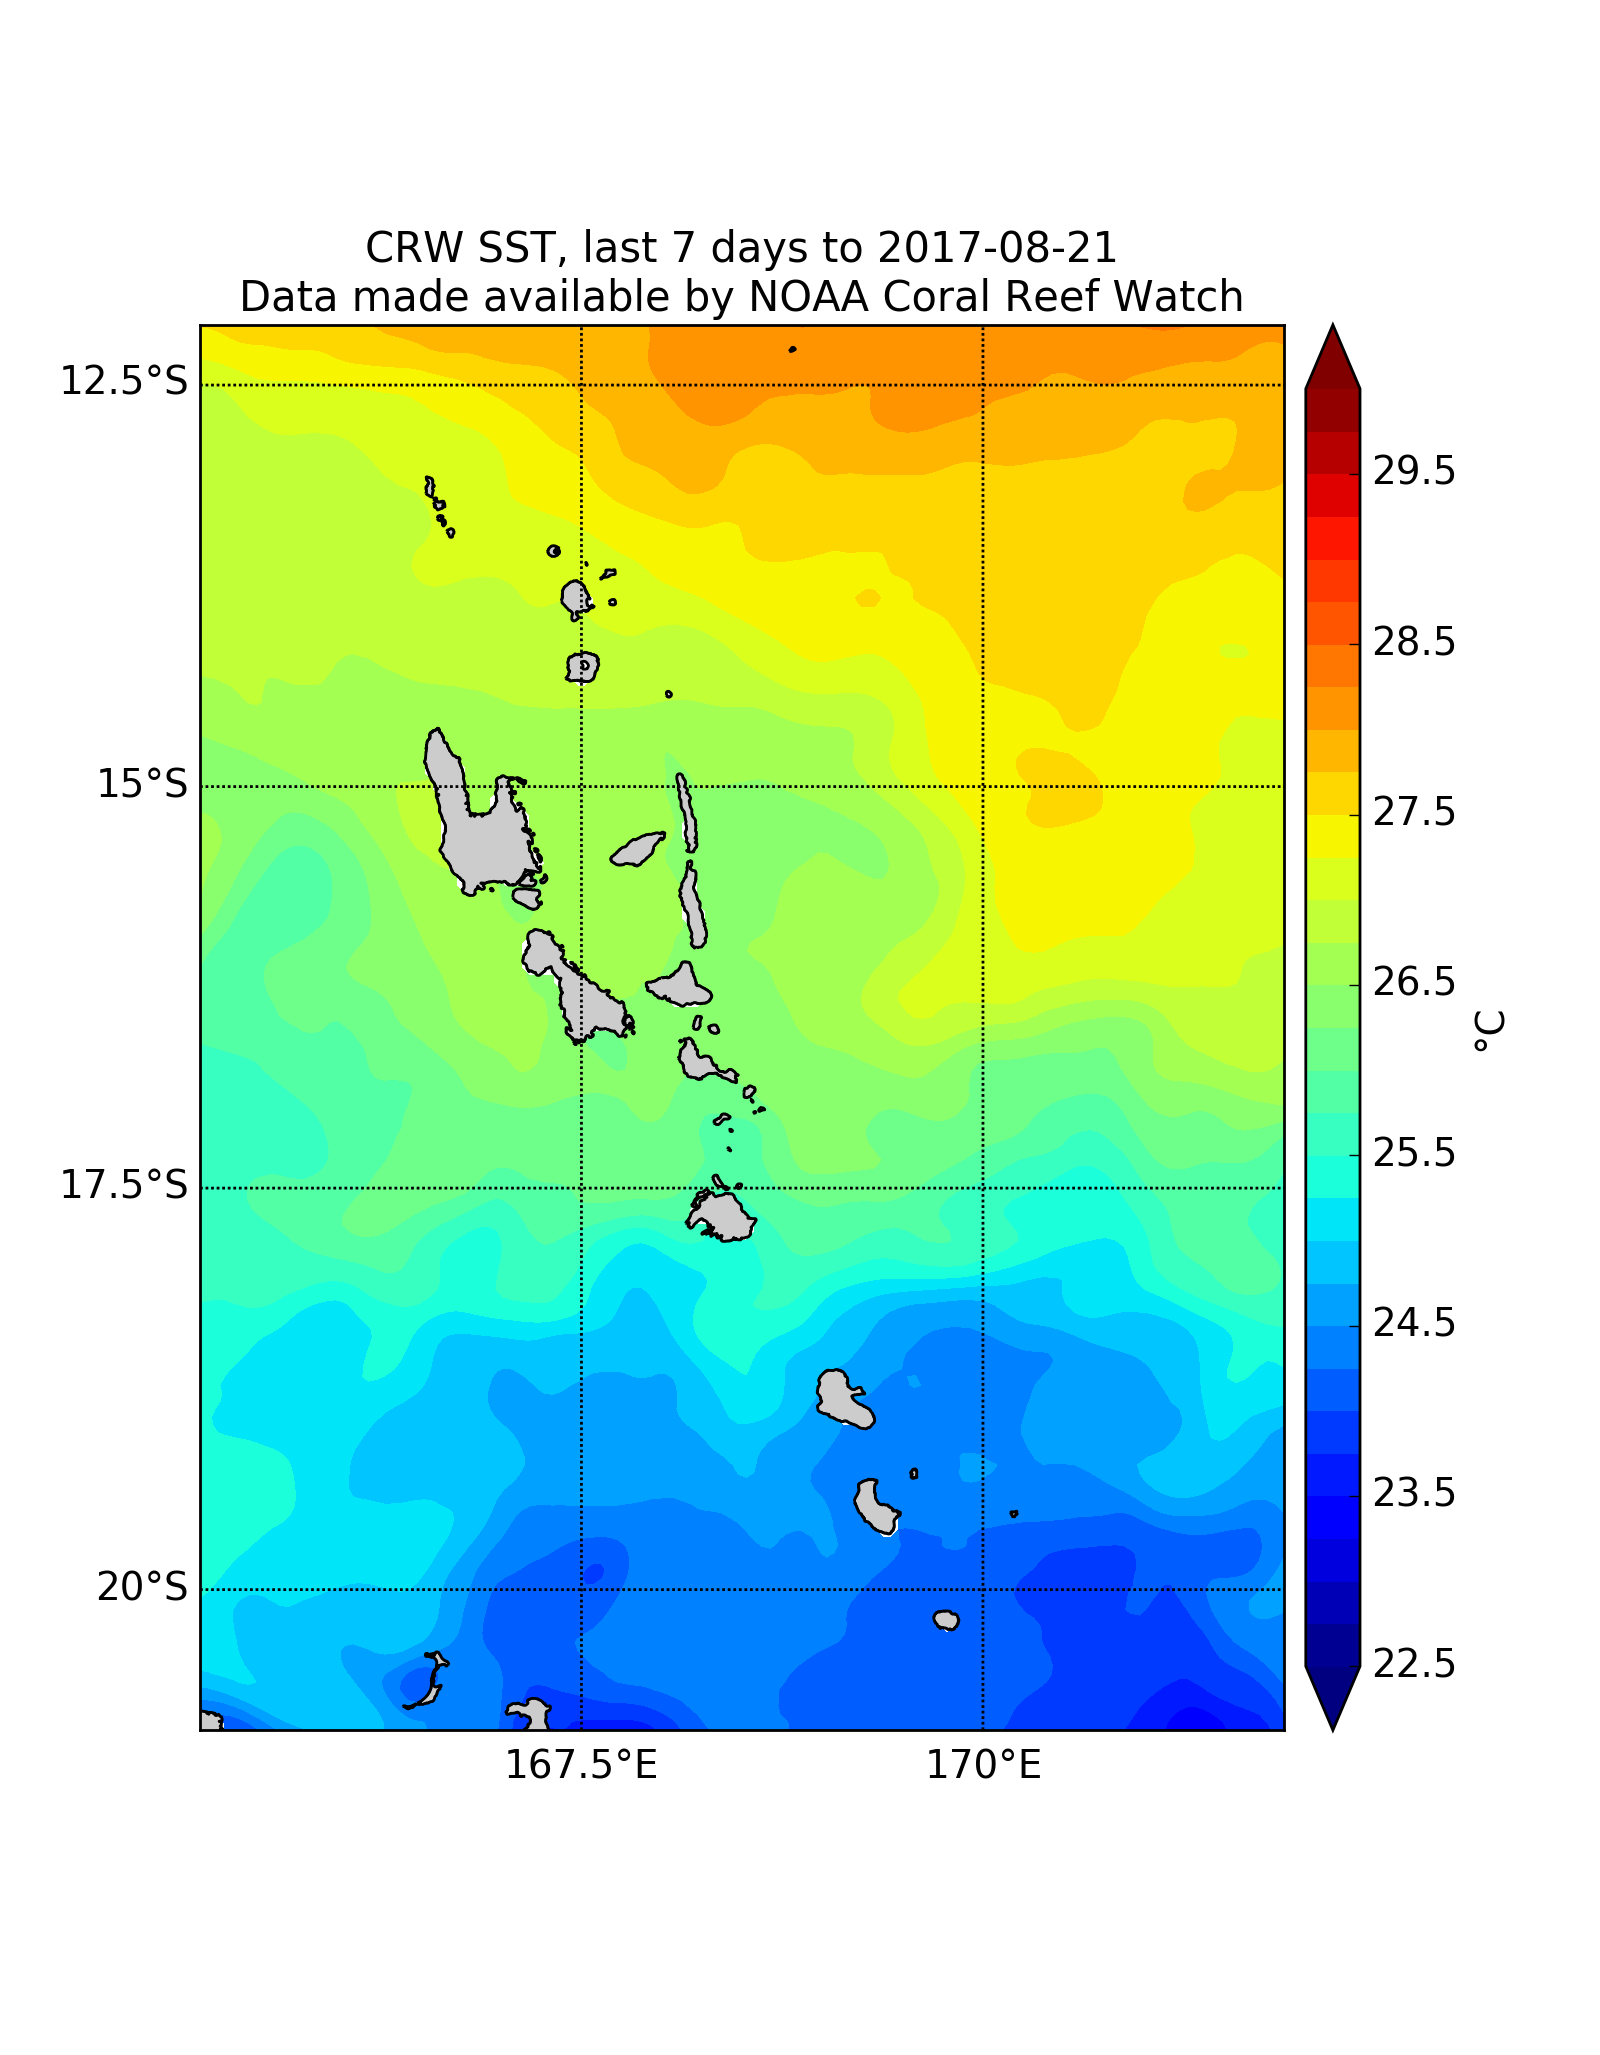 CRW SST, last 7 days to 2017-08-21
Data made available by NOAA Coral Reef Watch
12.5°S
15°S
17.5°S
20°S
167.5°E
170°E
29.5
28.5
27.5
26.5
25.5
24.5
23.5
22.5
°C